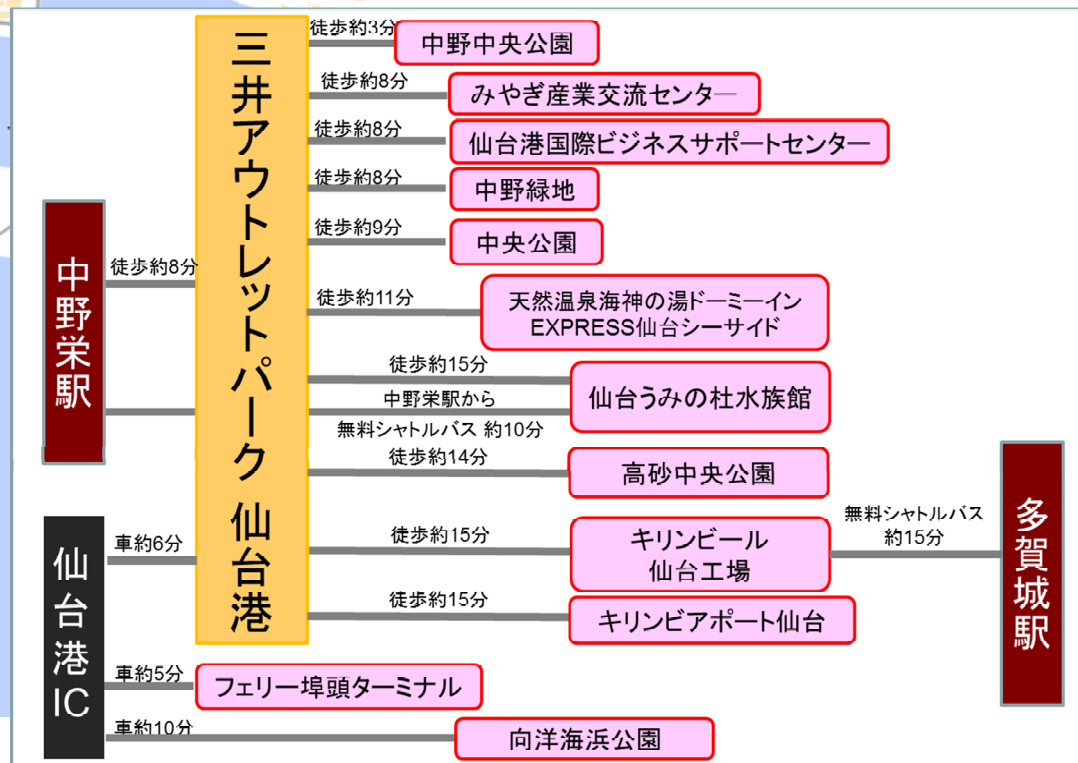 中野栄駅
徒歩約8分
三井アウトレットパーク 仙台港
徒歩約3分
中野中央公園
徒歩約8分
みやぎ産業交流センター
徒歩約8分
仙台港国際ビジネスサポートセンター
徒歩約8分
中野緑地
徒歩約9分
中央公園
徒歩約11分
天然温泉海神の湯ドーミーイン
EXPRESS仙台シーサイド
徒歩約15分
中野栄駅から
無料シャトルバス 約10分
仙台うみの杜水族館
徒歩約14分
高砂中央公園
徒歩約15分
キリンビール
仙台工場
無料シャトルバス
約15分
多賀城駅
徒歩約15分
キリンビアポート仙台
仙台港IC
車約6分
車約5分
フェリー埠頭ターミナル
車約10分
向洋海浜公園